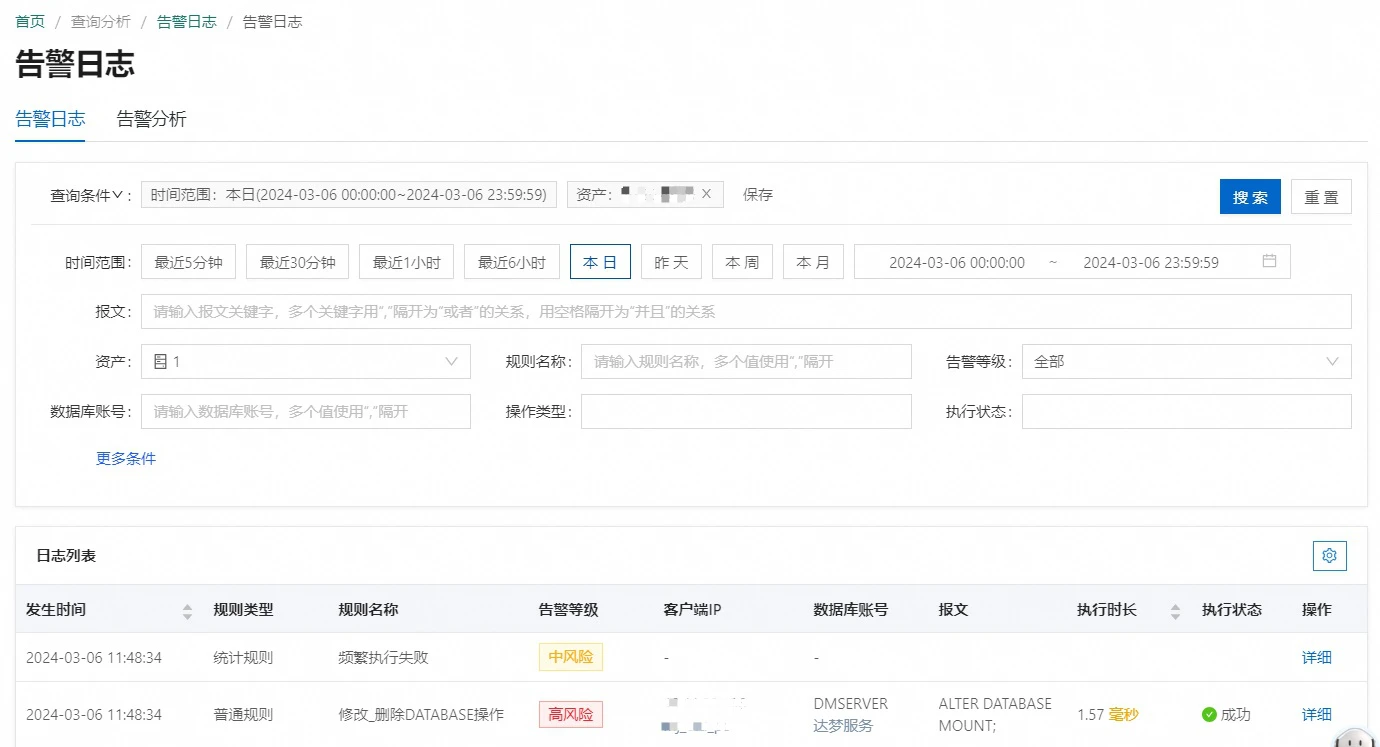 首页 / 查询分析 / 告警日志 / 告警日志
告警日志
告警日志 告警分析
查询条件 : 时间范围: 本日(2024-03-06 00:00:00~2024-03-06 23:59:59) 资产: × 保存 搜 索 重 置
时间范围: 最近5分钟 最近30分钟 最近1小时 最近6小时 本 日 昨 天 本 周 本 月 2024-03-06 00:00:00 ~ 2024-03-06 23:59:59
报文: 请输入报文关键字，多个关键字用","隔开为"或者"的关系，用空格隔开为"并且"的关系
资产: 1 规则名称: 请输入规则名称，多个值使用","隔开 告警等级: 全部
数据库账号: 请输入数据库账号，多个值使用","隔开 操作类型: 执行状态:
更多条件
日志列表
发生时间 规则类型 规则名称 告警等级 客户端IP 数据库账号 报文 执行时长 执行状态 操作
2024-03-06 11:48:34 统计规则 频繁执行失败 中风险 - - 详细
2024-03-06 11:48:34 普通规则 修改_删除DATABASE操作 高风险 DMSERVER 达梦服务 ALTER DATABASE MOUNT; 1.57 毫秒 成功 详细